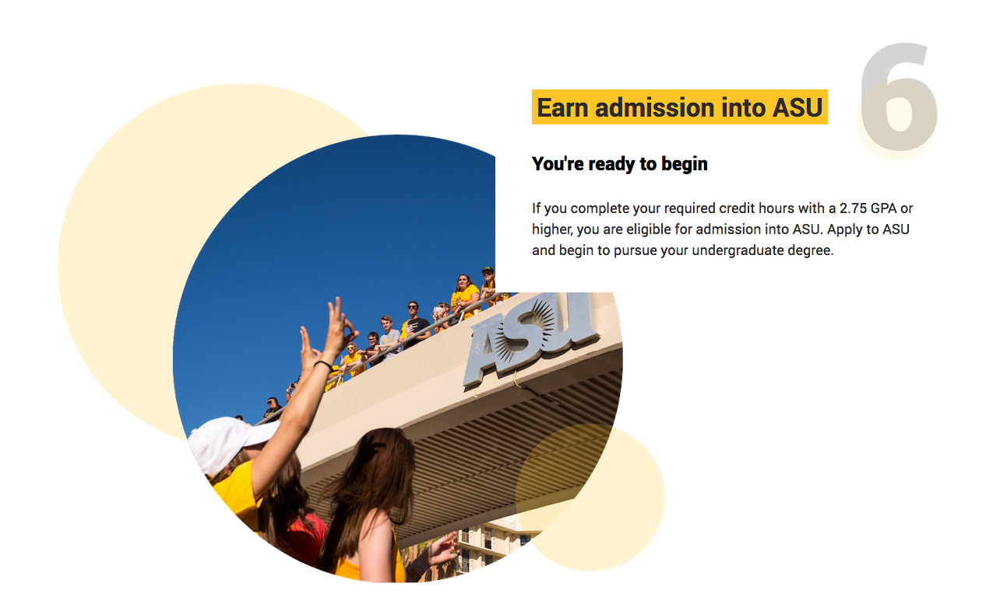 6
Earn admission into ASU
You're ready to begin
If you complete your required credit hours with a 2.75 GPA or
higher, you are eligible for admission into ASU. Apply to ASU
and begin to pursue your undergraduate degree.
ASU